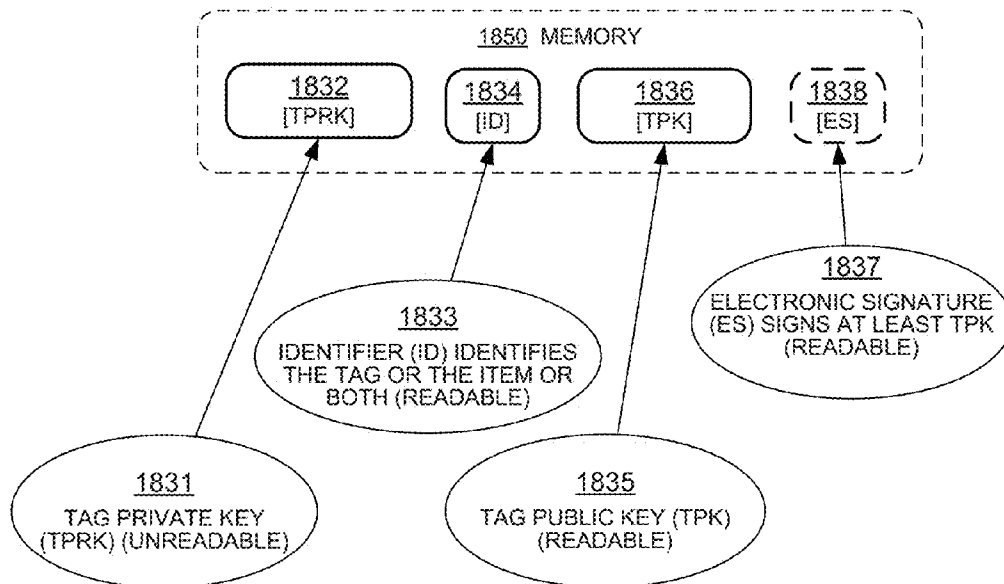 1850 MEMORY
1832
[TPRK]
1834
[ID]
1836
[TPK]
1838
[ES]
1837
ELECTRONIC SIGNATURE
(ES) SIGNS AT LEAST TPK
(READABLE)
1833
IDENTIFIER (ID) IDENTIFIES
THE TAG OR THE ITEM OR
BOTH (READABLE)
1831
TAG PRIVATE KEY
(TPRK) (UNREADABLE)
1835
TAG PUBLIC KEY (TPK)
(READABLE)